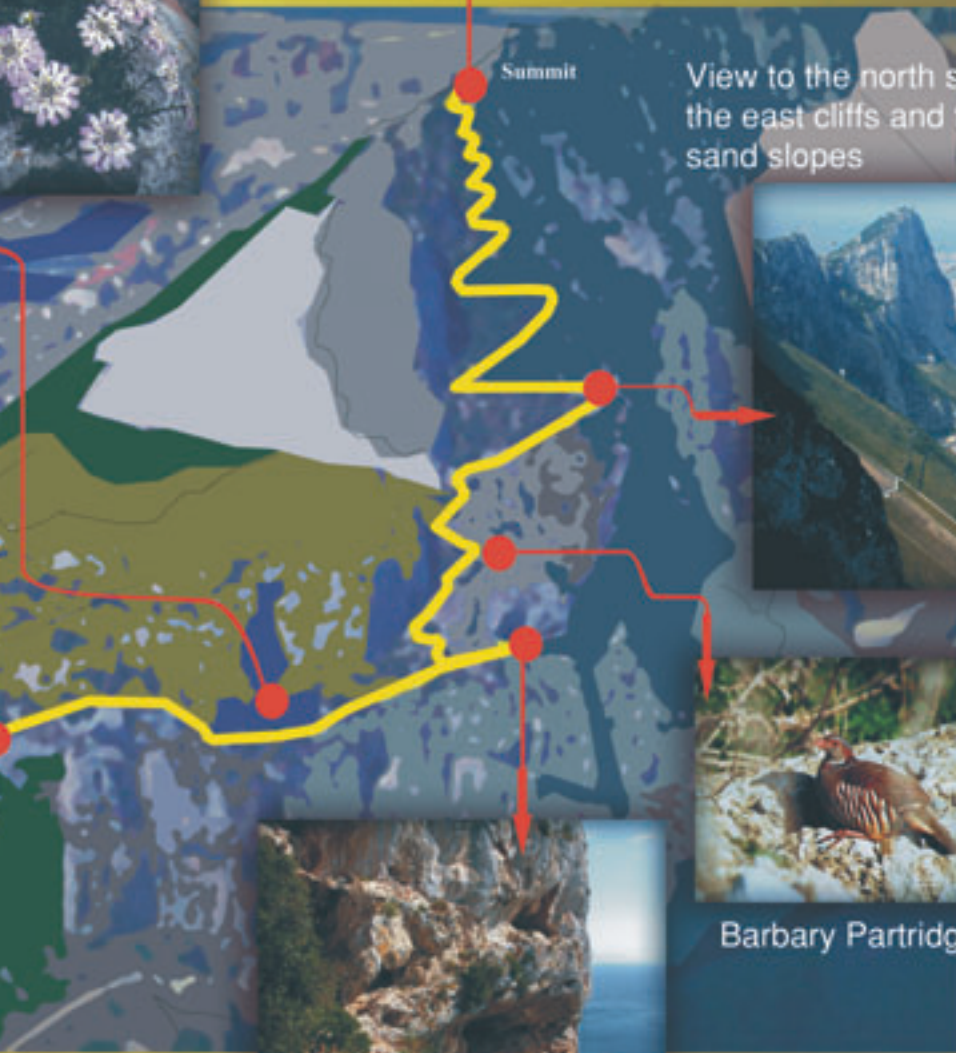 Summit
View to the north s
the east cliffs and
sand slopes
Barbary Partridg